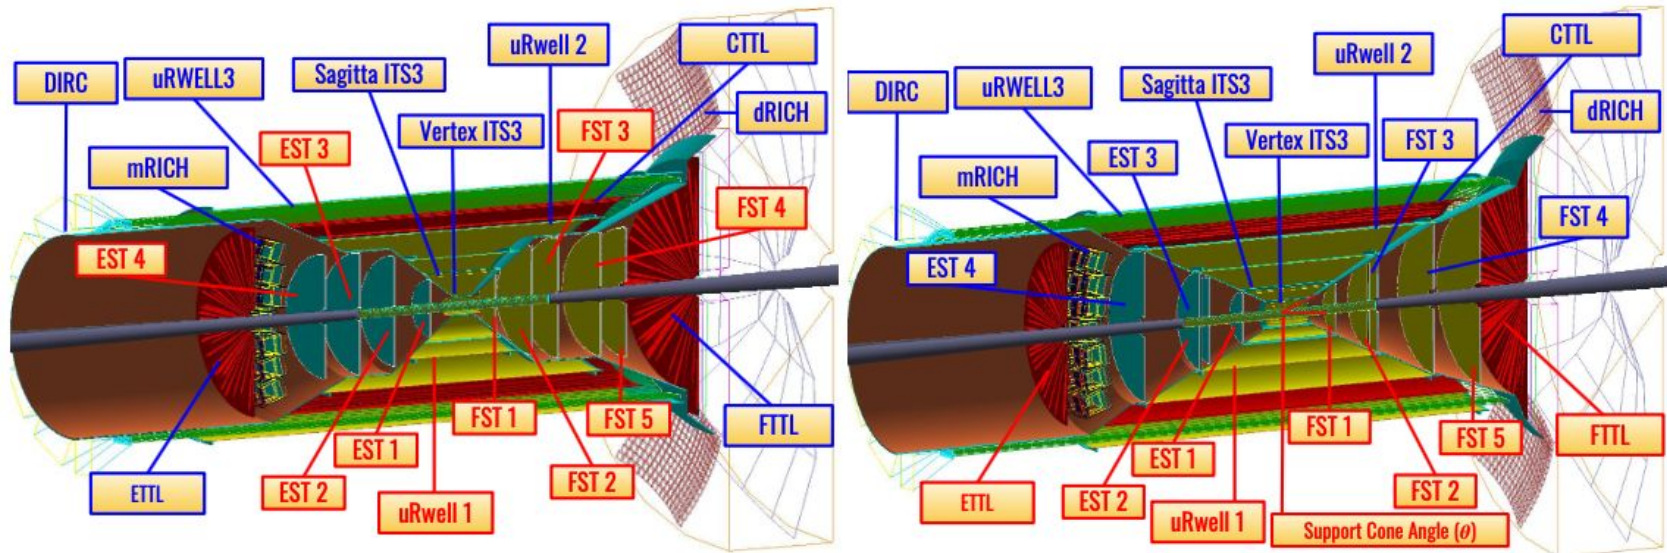 DIRC
uRWELL3
Sagitta ITS3
uRwell 2
CTTL
mRICH
EST 3
Vertex ITS3
FST 3
dRICH
EST 4
FST 4
ETTL
EST 2
EST 1
uRwell 1
FST 1
FST 2
FST 5
FTTL
DIRC
uRWELL3
Sagitta ITS3
uRwell 2
CTTL
mRICH
EST 3
Vertex ITS3
FST 3
dRICH
EST 4
FST 4
ETTL
EST 2
EST 1
uRwell 1
FST 1
FST 2
FST 5
FTTL
Support Cone Angle (θ)